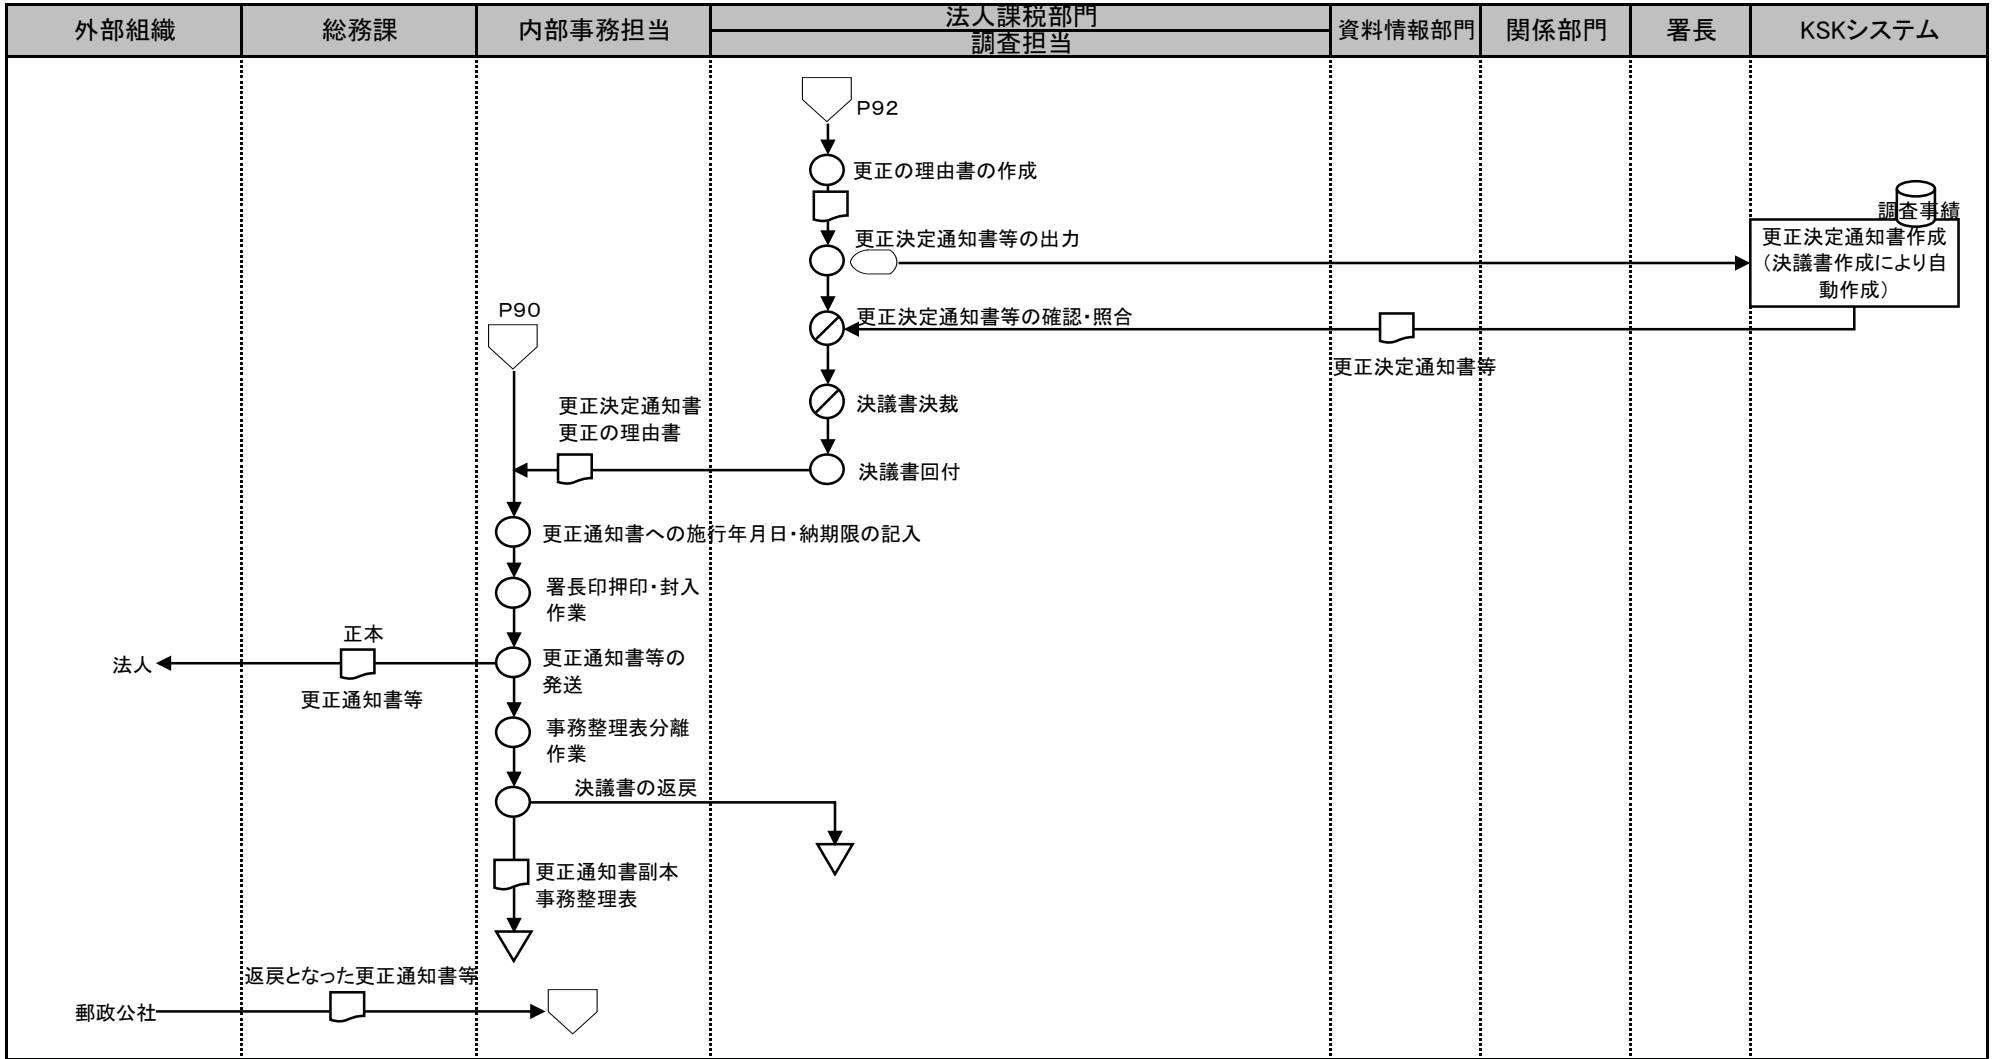 外部組織
総務課
内部事務担当
法人課税部門
調査担当
資料情報部門
関係部門
署長
KSKシステム
P92
更正の理由書の作成
調査事績
更正決定通知書等の出力
更正決定通知書作成
（決議書作成により自
動作成）
P90
更正決定通知書等の確認・照合
更正決定通知書等
更正決定通知書
更正の理由書
決議書決裁
決議書回付
更正通知書への施行年月日・納期限の記入
署長印押印・封入
作業
正本
法人
更正通知書等の
発送
更正通知書等
事務整理表分離
作業
決議書の返戻
更正通知書副本
事務整理表
返戻となった更正通知書等
郵政公社